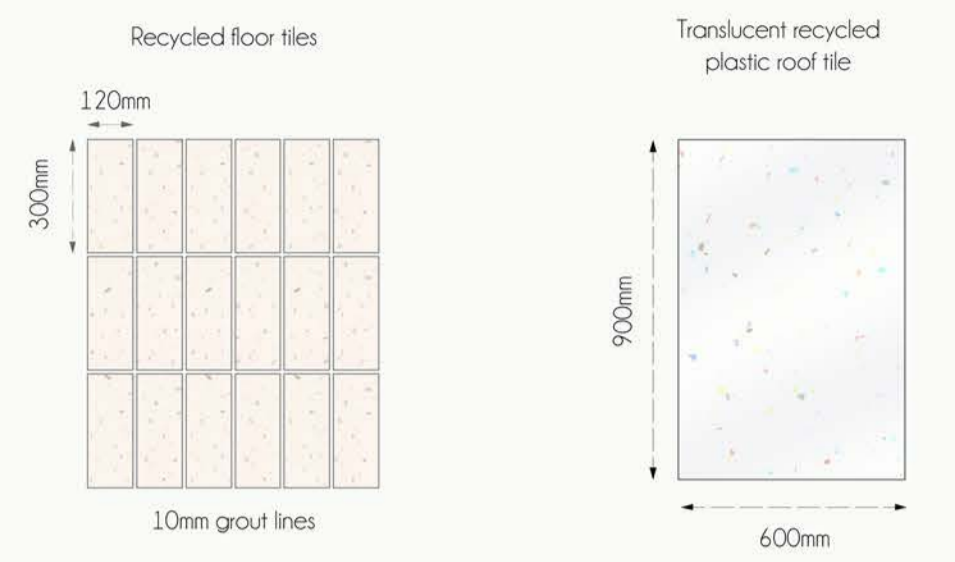 Recycled floor tiles
120mm
300mm
10mm grout lines
Translucent recycled
plastic roof tile
900mm
600mm